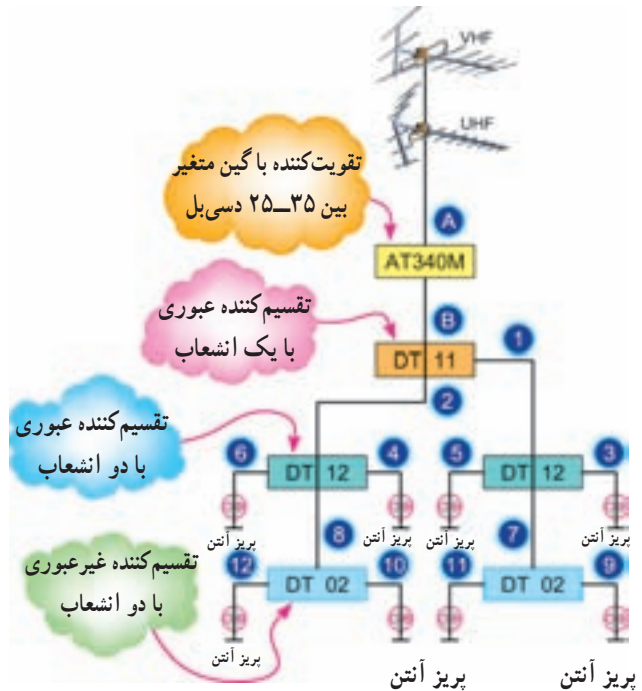 VHF
UHF
تقویت‌کننده با گین متغیر
بین ۳۵ــ۲۵ دسی‌بل
A
AT340M
تقسیم‌کننده عبوری
با یک انشعاب
B
1
DT 11
2
تقسیم‌کننده عبوری
با دو انشعاب
6
4
5
3
DT 12
DT 12
پریز آنتن
پریز آنتن
پریز آنتن
پریز آنتن
8
7
تقسیم‌کننده غیرعبوری
با دو انشعاب
12
10
11
9
DT 02
DT 02
پریز آنتن
پریز آنتن
پریز آنتن